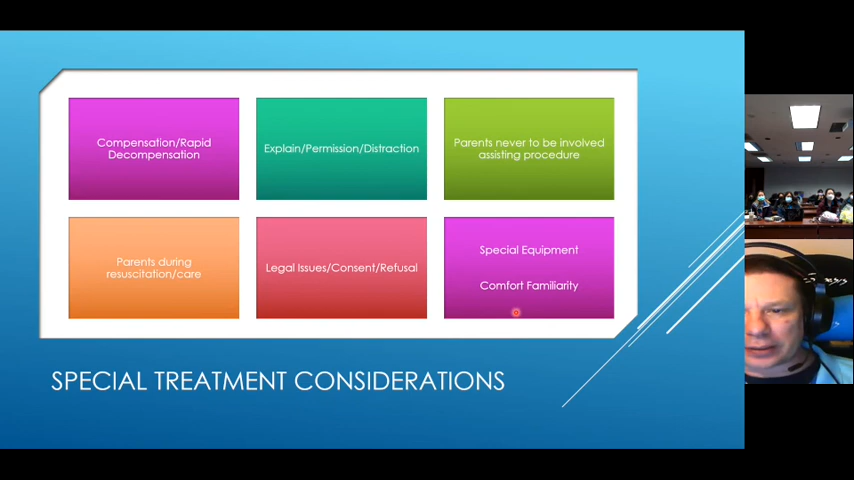 Compensation/Rapid
Decompensation
Explain/Permission/Distraction
Parents never to be involved
assisting procedure
Parents during
resuscitation/care
Legal Issues/Consent/Refusal
Special Equipment
Comfort Familiarity
SPECIAL TREATMENT CONSIDERATIONS